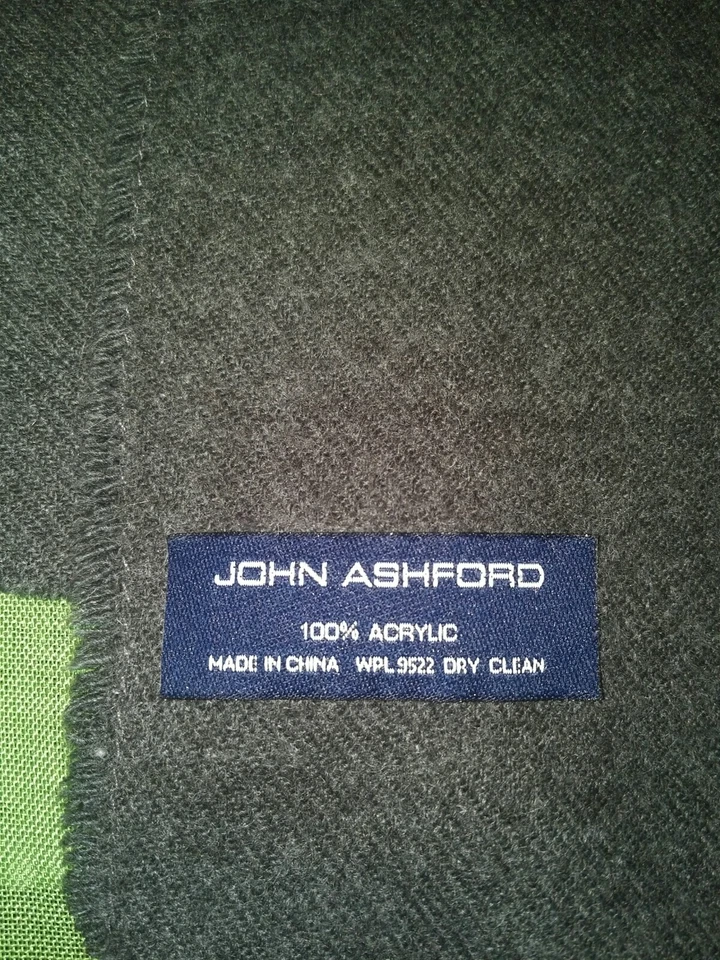 JOHN ASHFORD
100% ACRYLIC
MADE IN CHINA WPL 9522 DRY CLEAN